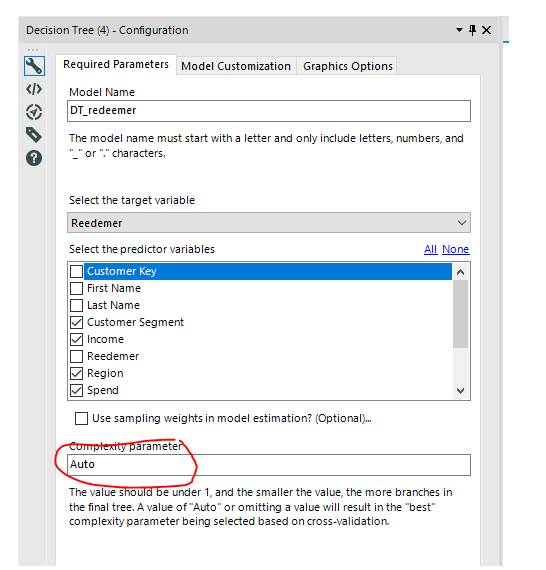 Decision Tree (4) - Configuration
Required Parameters Model Customization Graphics Options
Model Name
DT_redeemer
The model name must start with a letter and only include letters, numbers, and
"_" or "." characters.
Select the target variable
Reedemer
Select the predictor variables All None
Customer Key
First Name
Last Name
Customer Segment
Income
Reedemer
Region
Spend
Use sampling weights in model estimation? (Optional)...
Complexity parameter
Auto
The value should be under 1, and the smaller the value, the more branches in
the final tree. A value of "Auto" or omitting a value will result in the "best"
complexity parameter being selected based on cross-validation.